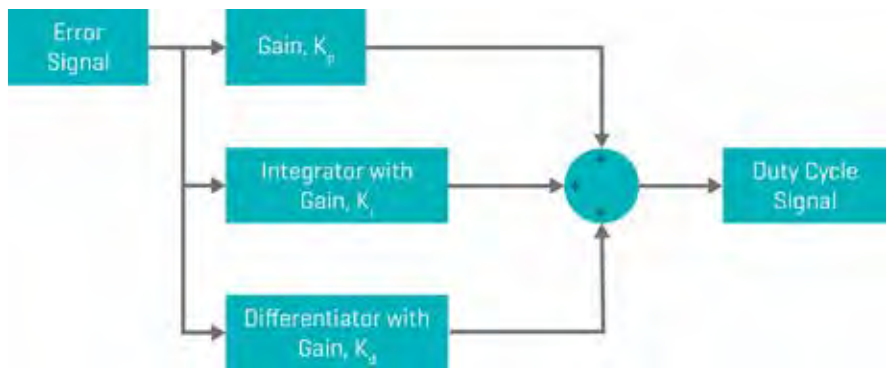 Error
Signal
Gain, Kp
Integrator with
Gain, Ki
Duty Cycle
Signal
Differentiator with
Gain, Kd
+
+
+